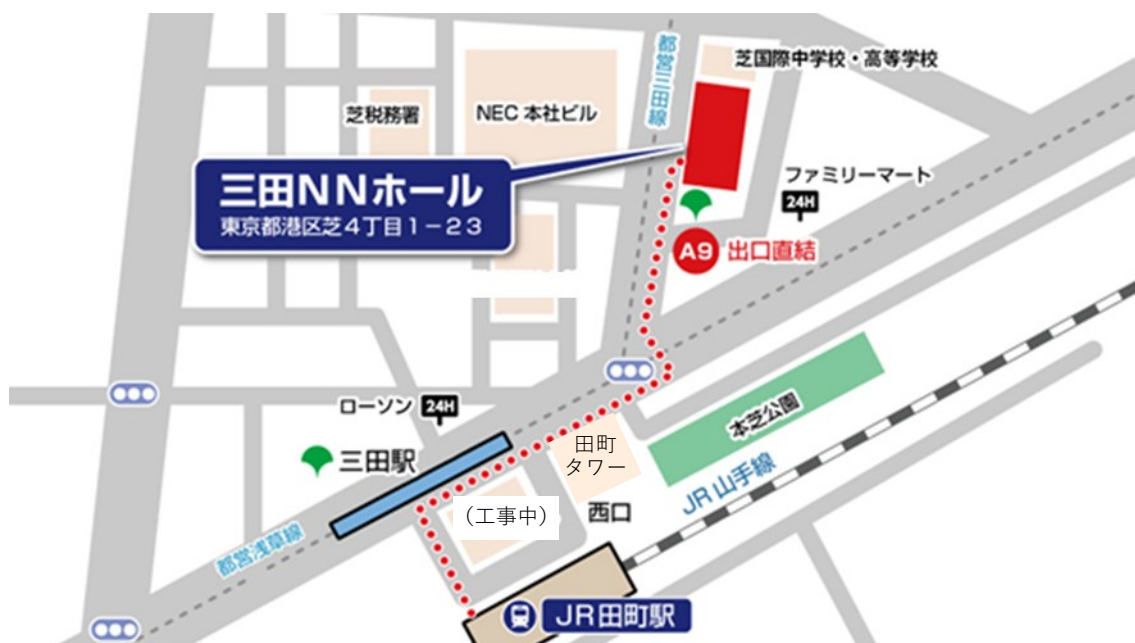 芝国際中学校・高等学校
都営三田線
芝税務署
NEC 本社ビル
三田NNホール
東京都港区芝4丁目1-23
ファミリーマート
24H
A9 出口直結
ローソン 24H
三田駅
田町
タワー
本芝公園
JR 山手線
(工事中)
西口
都営浅草線
JR田町駅